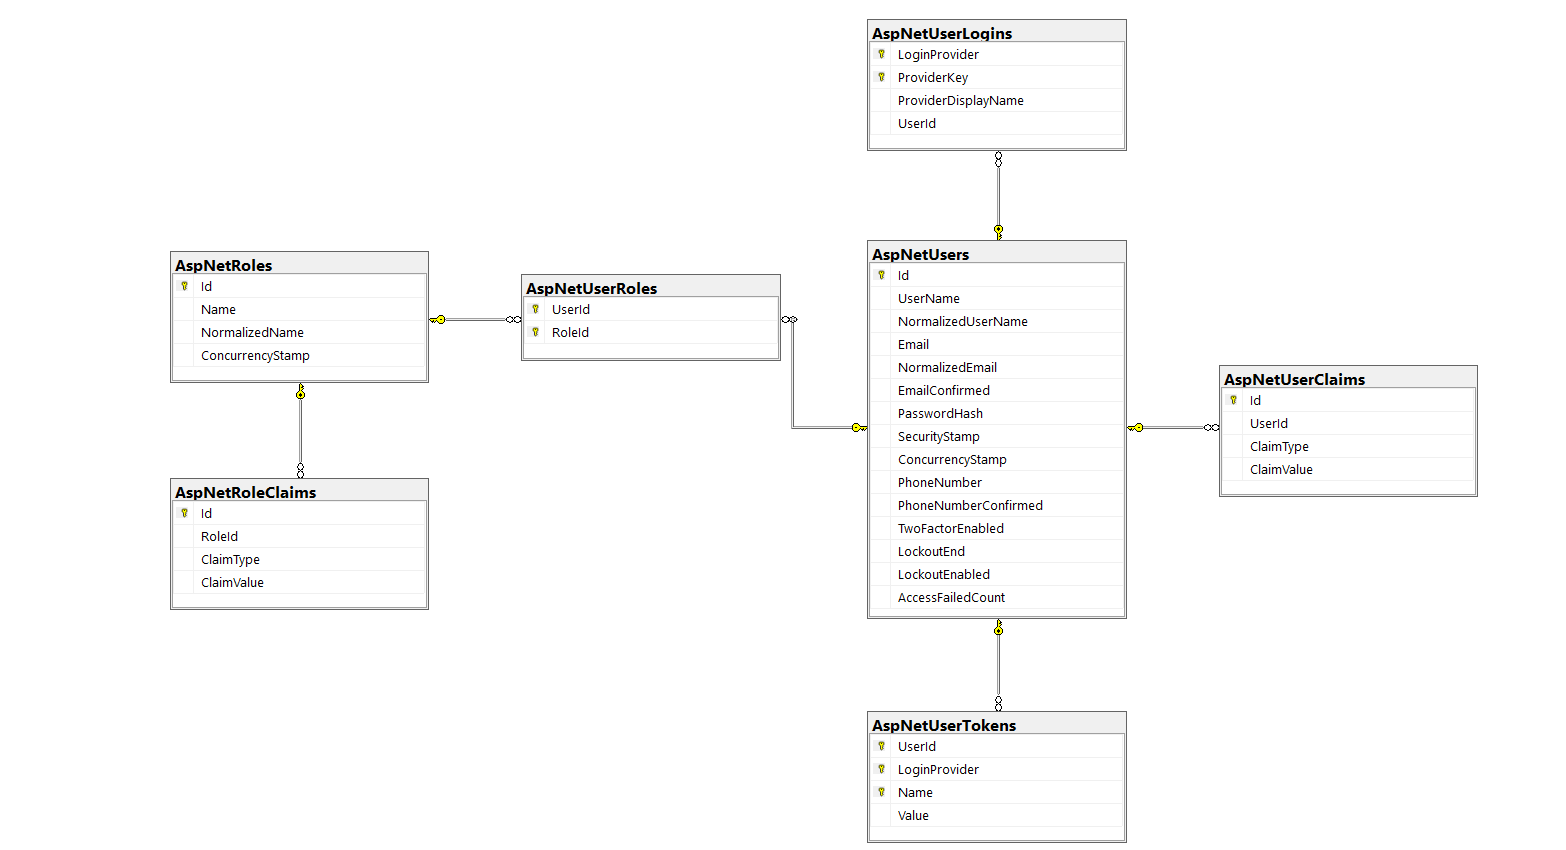 AspNetUserLogins
LoginProvider
ProviderKey
ProviderDisplayName
UserId
AspNetRoles
Id
Name
NormalizedName
ConcurrencyStamp
AspNetUserRoles
UserId
RoleId
AspNetUsers
Id
UserName
NormalizedUserName
Email
NormalizedEmail
EmailConfirmed
PasswordHash
SecurityStamp
ConcurrencyStamp
PhoneNumber
PhoneNumberConfirmed
TwoFactorEnabled
LockoutEnd
LockoutEnabled
AccessFailedCount
AspNetUserClaims
Id
UserId
ClaimType
ClaimValue
AspNetRoleClaims
Id
RoleId
ClaimType
ClaimValue
AspNetUserTokens
UserId
LoginProvider
Name
Value